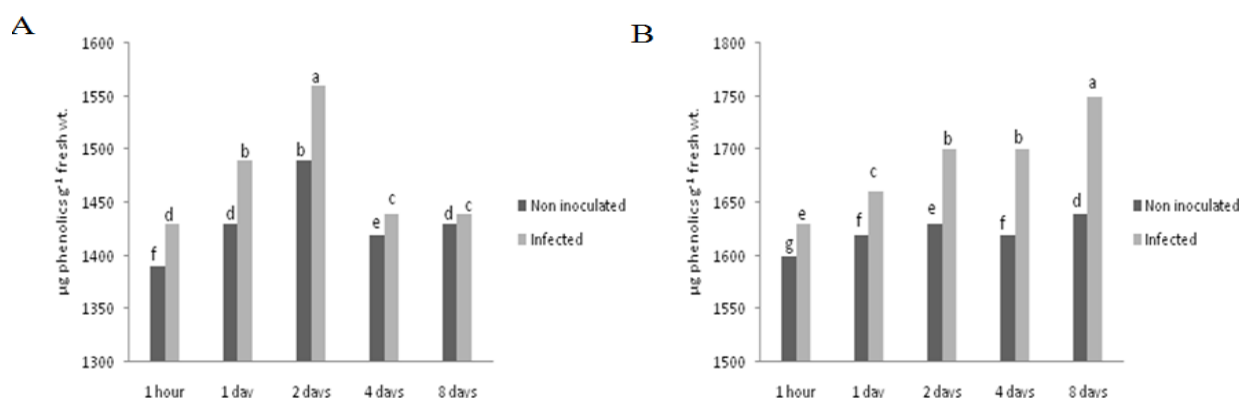 A
µg phenolics g⁻¹ fresh wt.
1600
1550
1500
1450
1400
1350
1300
f
d
d
b
b
a
e
c
d
c
1 hour
1 day
2 days
4 days
8 days
Non inoculated
Infected
B
µg phenolics g⁻¹ fresh wt.
1800
1750
1700
1650
1600
1550
1500
g
e
f
c
e
b
f
b
d
a
1 hour
1 day
2 days
4 days
8 days
Non inoculated
Infected